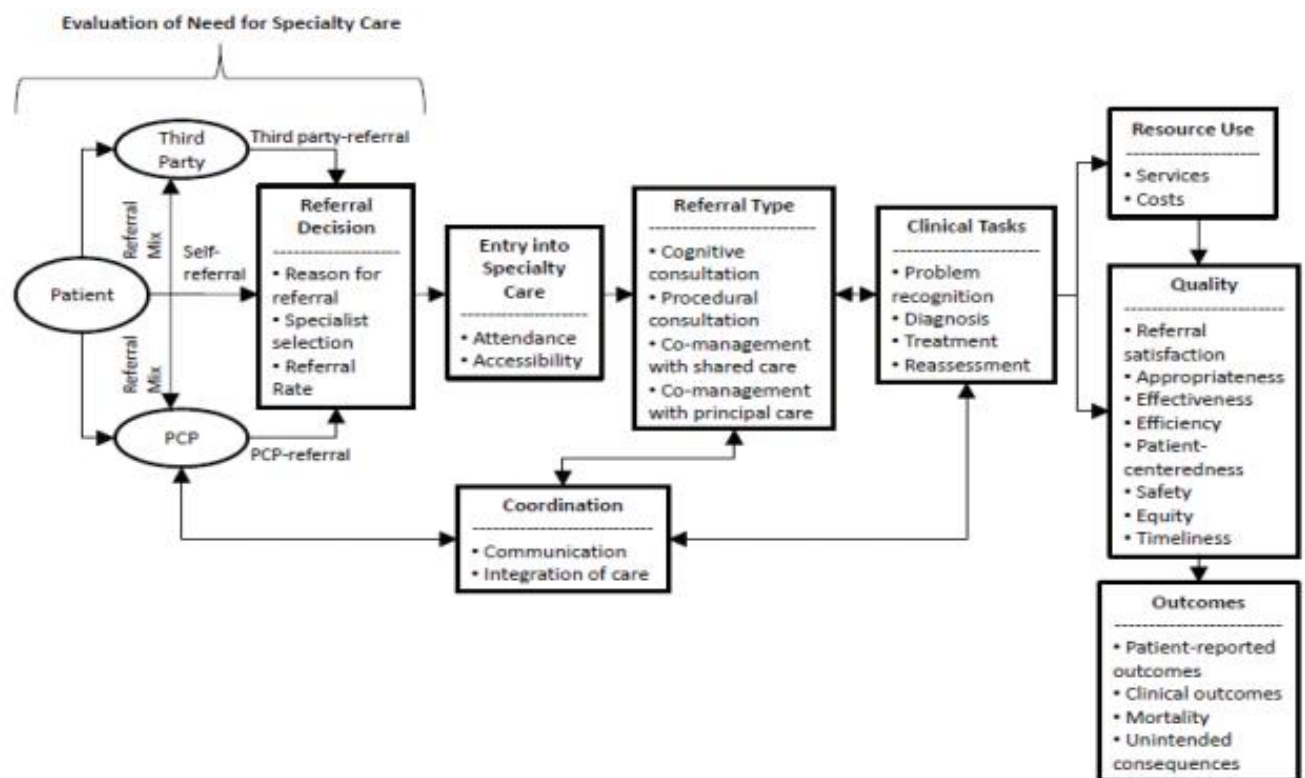 Evaluation of Need for Specialty Care
Third
Party
Third party-referral
Referral
Mix
Self-
referral
Patient
Referral
Mix
PCP
PCP-referral
Referral
Decision
--------------------
• Reason for
referral
• Specialist
selection
• Referral
Rate
Entry into
Specialty
Care
--------------------
• Attendance
• Accessibility
Referral Type
--------------------
• Cognitive
consultation
• Procedural
consultation
• Co-management
with shared care
• Co-management
with principal care
Clinical Tasks
--------------------
• Problem
recognition
• Diagnosis
• Treatment
• Reassessment
Coordination
--------------------
• Communication
• Integration of care
Resource Use
--------------------
• Services
• Costs
Quality
--------------------
• Referral
satisfaction
• Appropriateness
• Effectiveness
• Efficiency
• Patient-
centeredness
• Safety
• Equity
• Timeliness
Outcomes
--------------------
• Patient-reported
outcomes
• Clinical outcomes
• Mortality
• Unintended
consequences